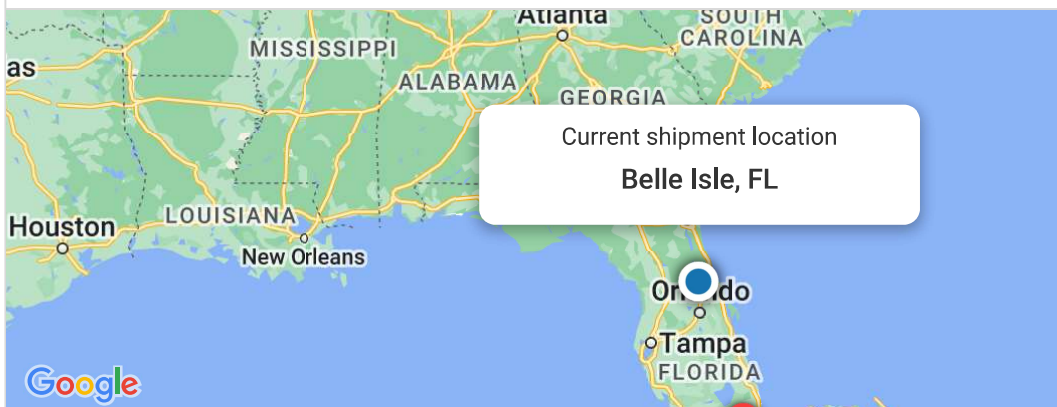 Atlanta
SOUTH
CAROLINA
MISSISSIPPI
as
ALABAMA
GEORGIA
Current shipment location
Belle Isle, FL
LOUISIANA
Houston
New Orleans
Tampa
FLORIDA
Google